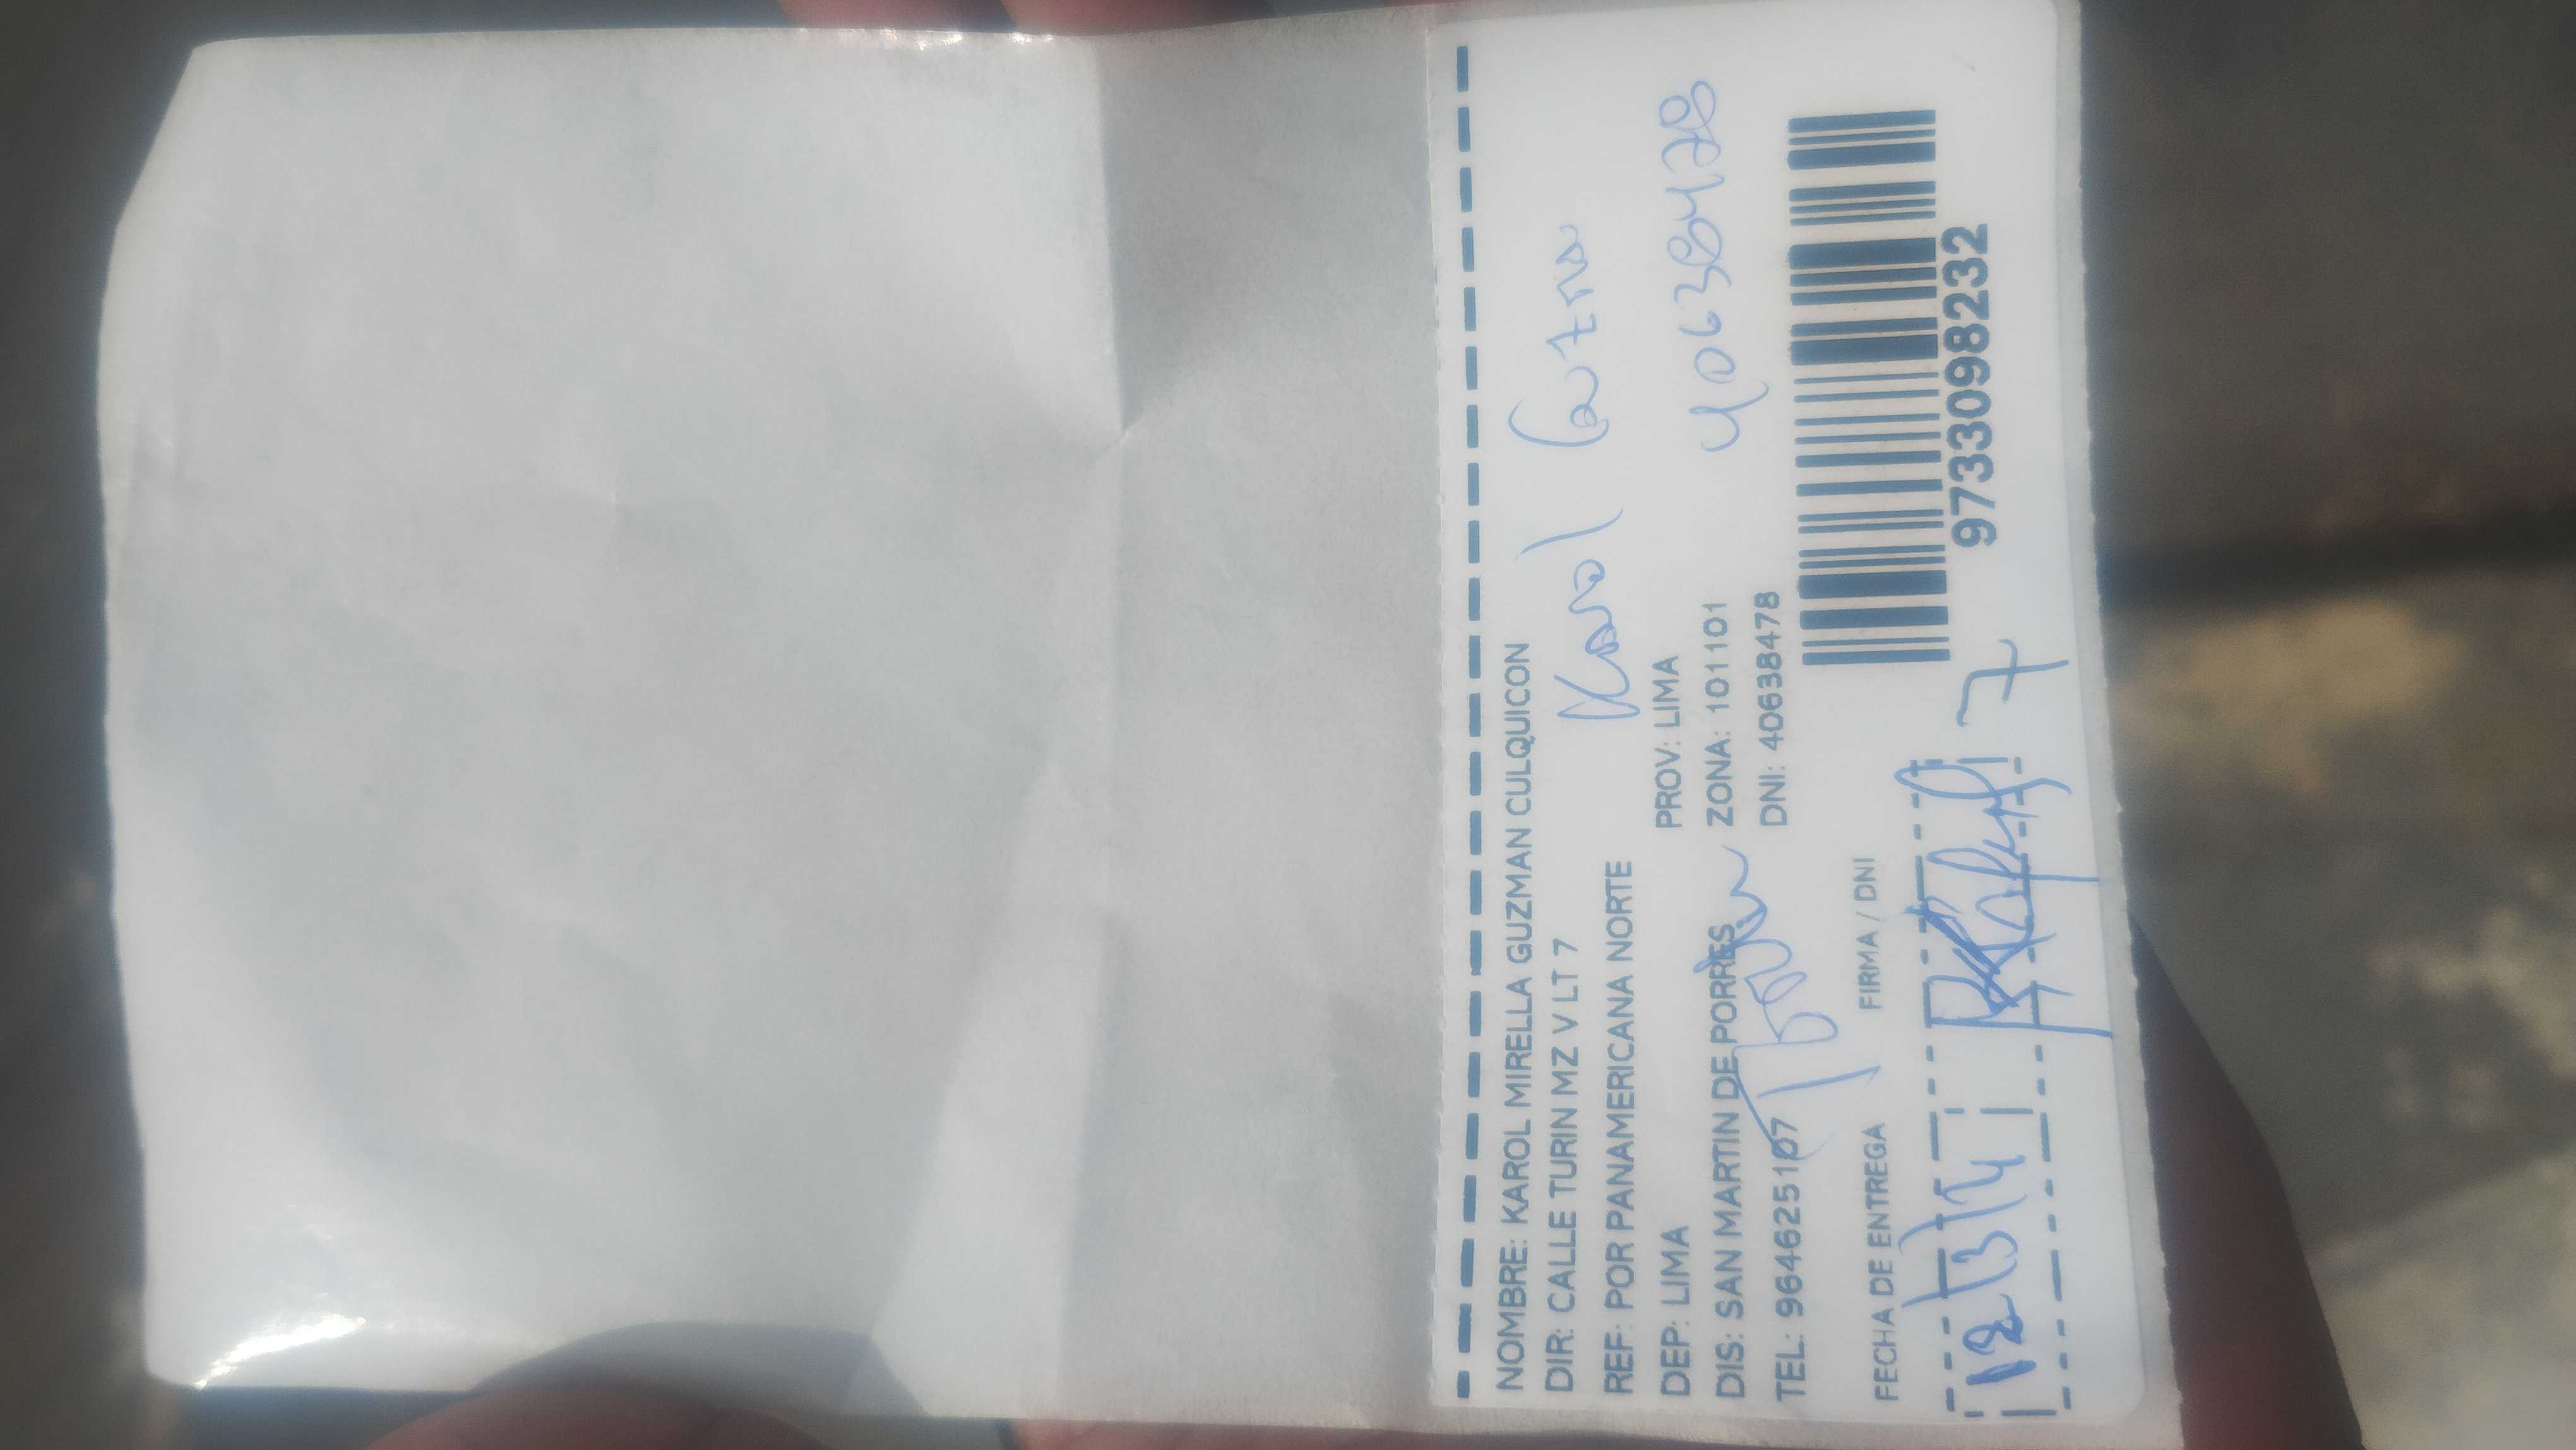 NOMBRE: KAROL MIRELLA GUZMAN CULQUICON
DIR: CALLE TURIN MZ V LT 7
Karol
REF: POR PANAMERICANA NORTE
DEP: LIMA PROV: LIMA
40638478
DIS: SAN MARTIN DE PORRES ZONA: 101101
TEL: 964625107 DNI: 40638478
FECHA DE ENTREGA FIRMA / DNI
9733098232